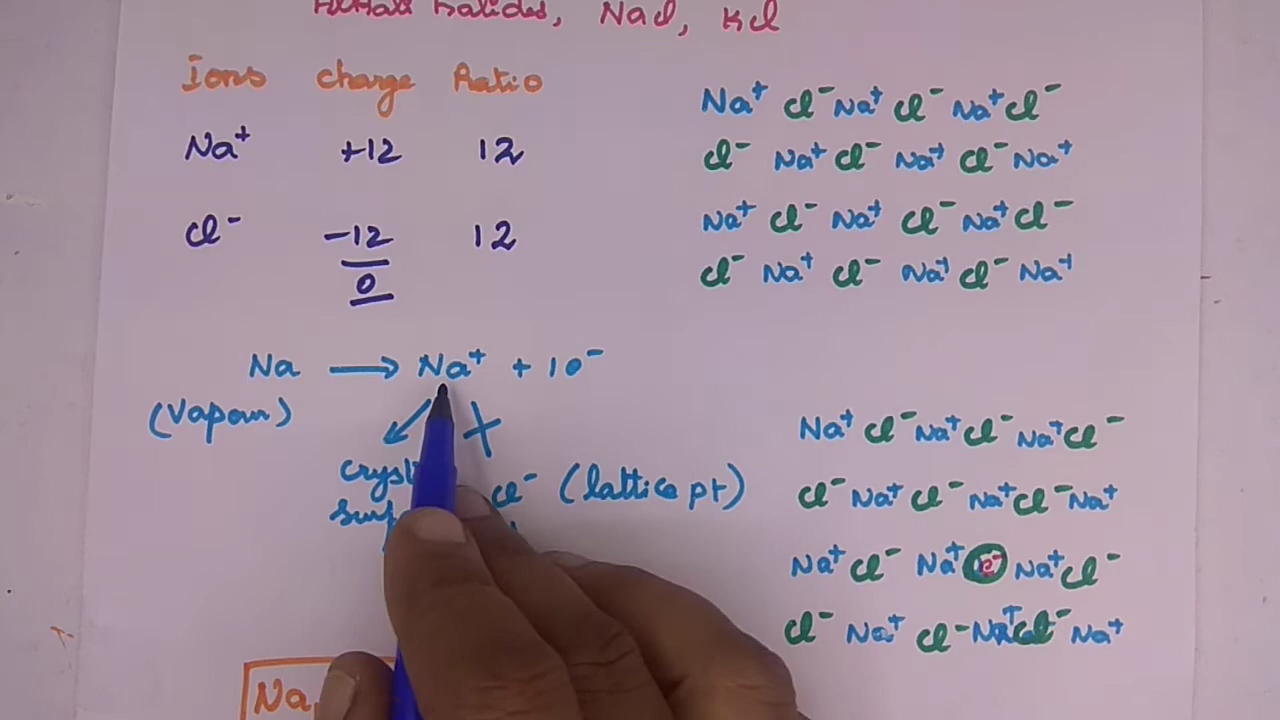 Halides, NaCl, KCl
Ions charge Ratio
Na⁺ +12 12
Cl⁻ -12 12
0
Na⁺ Cl⁻ Na⁺ Cl⁻ Na⁺ Cl⁻
Cl⁻ Na⁺ Cl⁻ Na⁺ Cl⁻ Na⁺
Na⁺ Cl⁻ Na⁺ Cl⁻ Na⁺ Cl⁻
Cl⁻ Na⁺ Cl⁻ Na⁺ Cl⁻ Na⁺
Na → Na⁺ + 1e⁻
(Vapour)
Cl⁻ (lattice pt)
Na⁺ Cl⁻ Na⁺ Cl⁻ Na⁺ Cl⁻
Cl⁻ Na⁺ Cl⁻ Na⁺ Cl⁻ Na⁺
Na⁺ Cl⁻ Na⁺ e⁻ Na⁺ Cl⁻
Cl⁻ Na⁺ Cl⁻ Na⁺ Cl⁻ Na⁺
Na